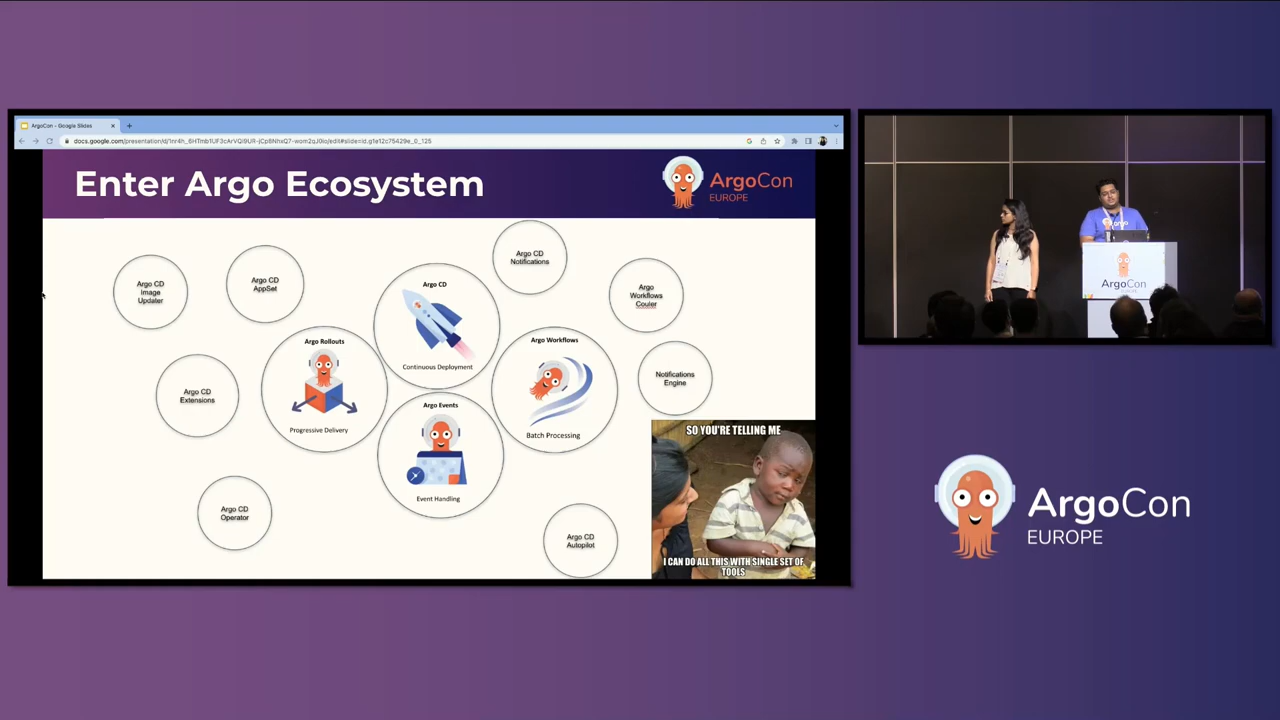 ArgoCon - Google Slides
Enter Argo Ecosystem
ArgoCon
EUROPE
Argo CD
Image
Updater
Argo CD
AppSet
Argo CD
Notifications
Argo
Workflows
Couler
Argo CD
Continuous Deployment
Argo Rollouts
Progressive Delivery
Argo Workflows
Batch Processing
Argo CD
Extensions
Notifications
Engine
Argo Events
Event Handling
Argo CD
Operator
Argo CD
Autopilot
SO YOU'RE TELLING ME
I CAN DO ALL THIS WITH SINGLE SET OF
TOOLS
argo
ArgoCon
EUROPE
ArgoCon
EUROPE